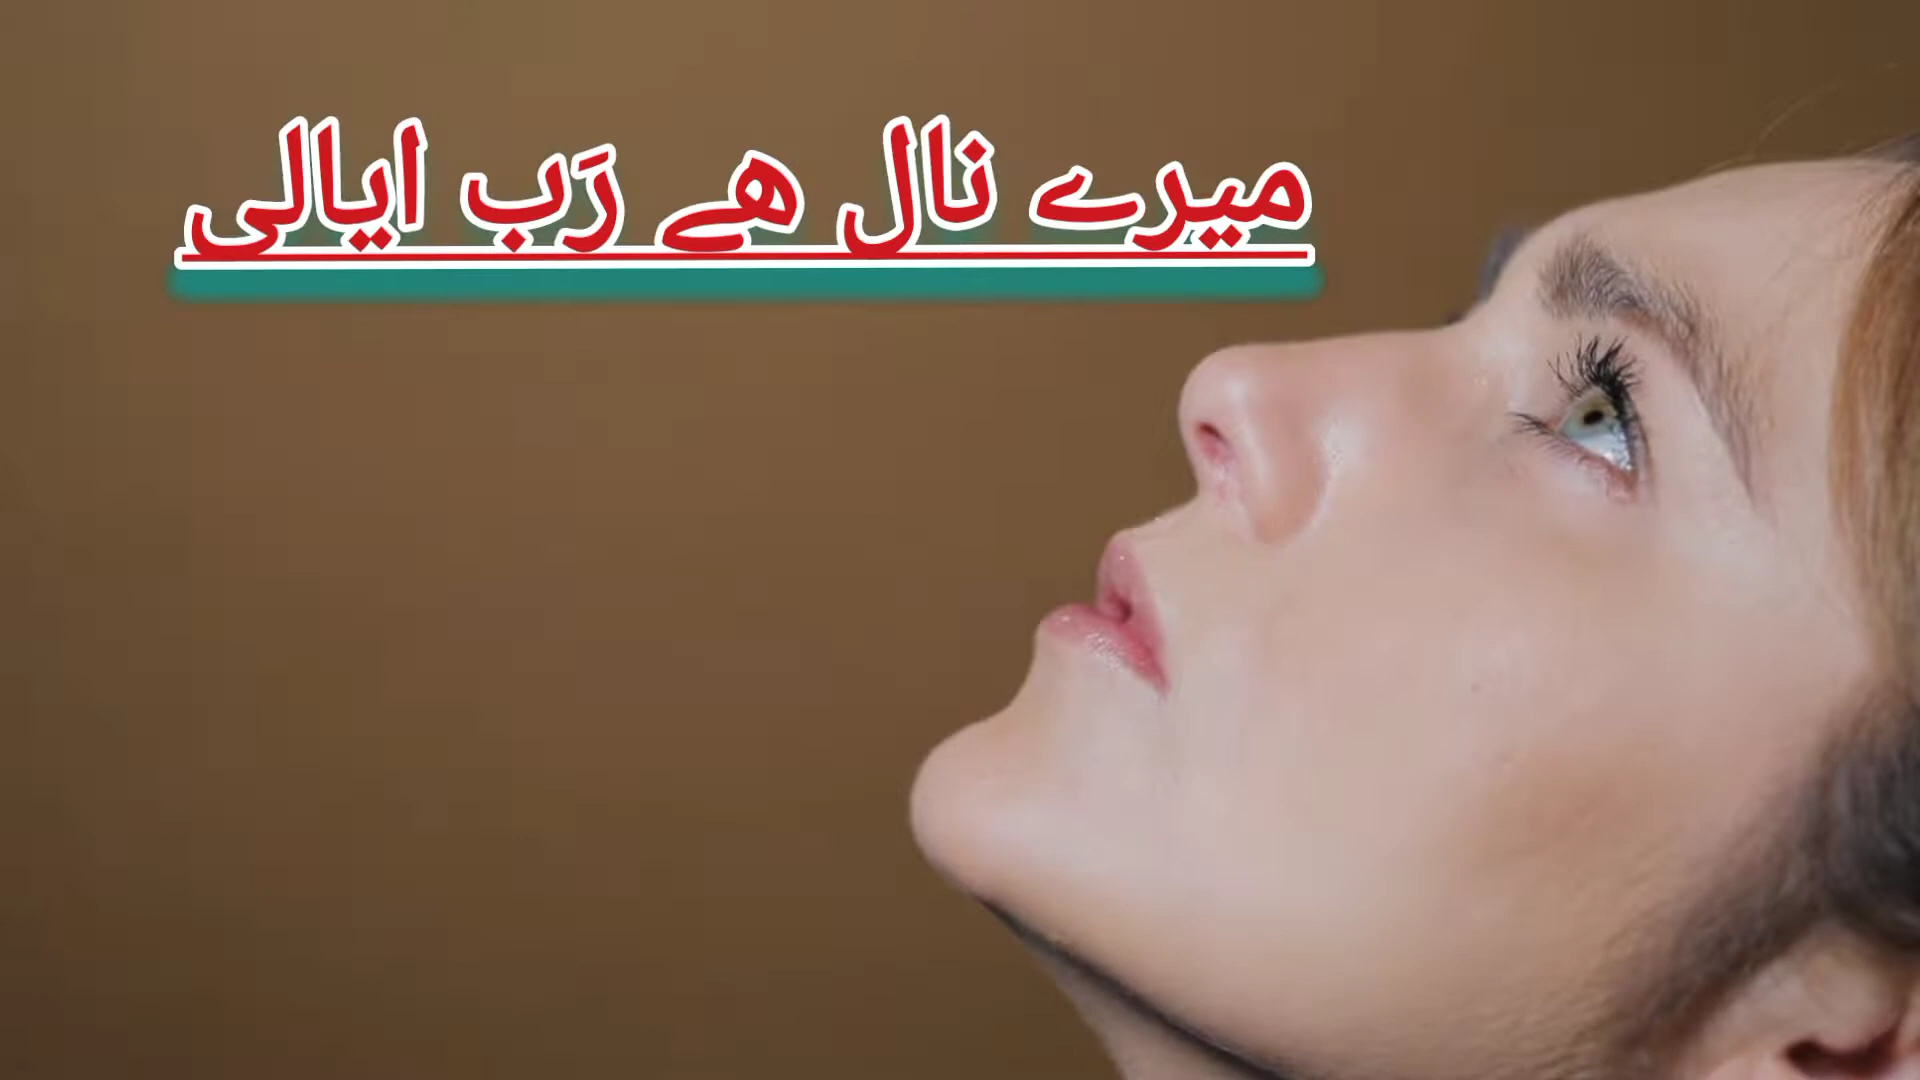 میرے نال ھے رَب ایالی